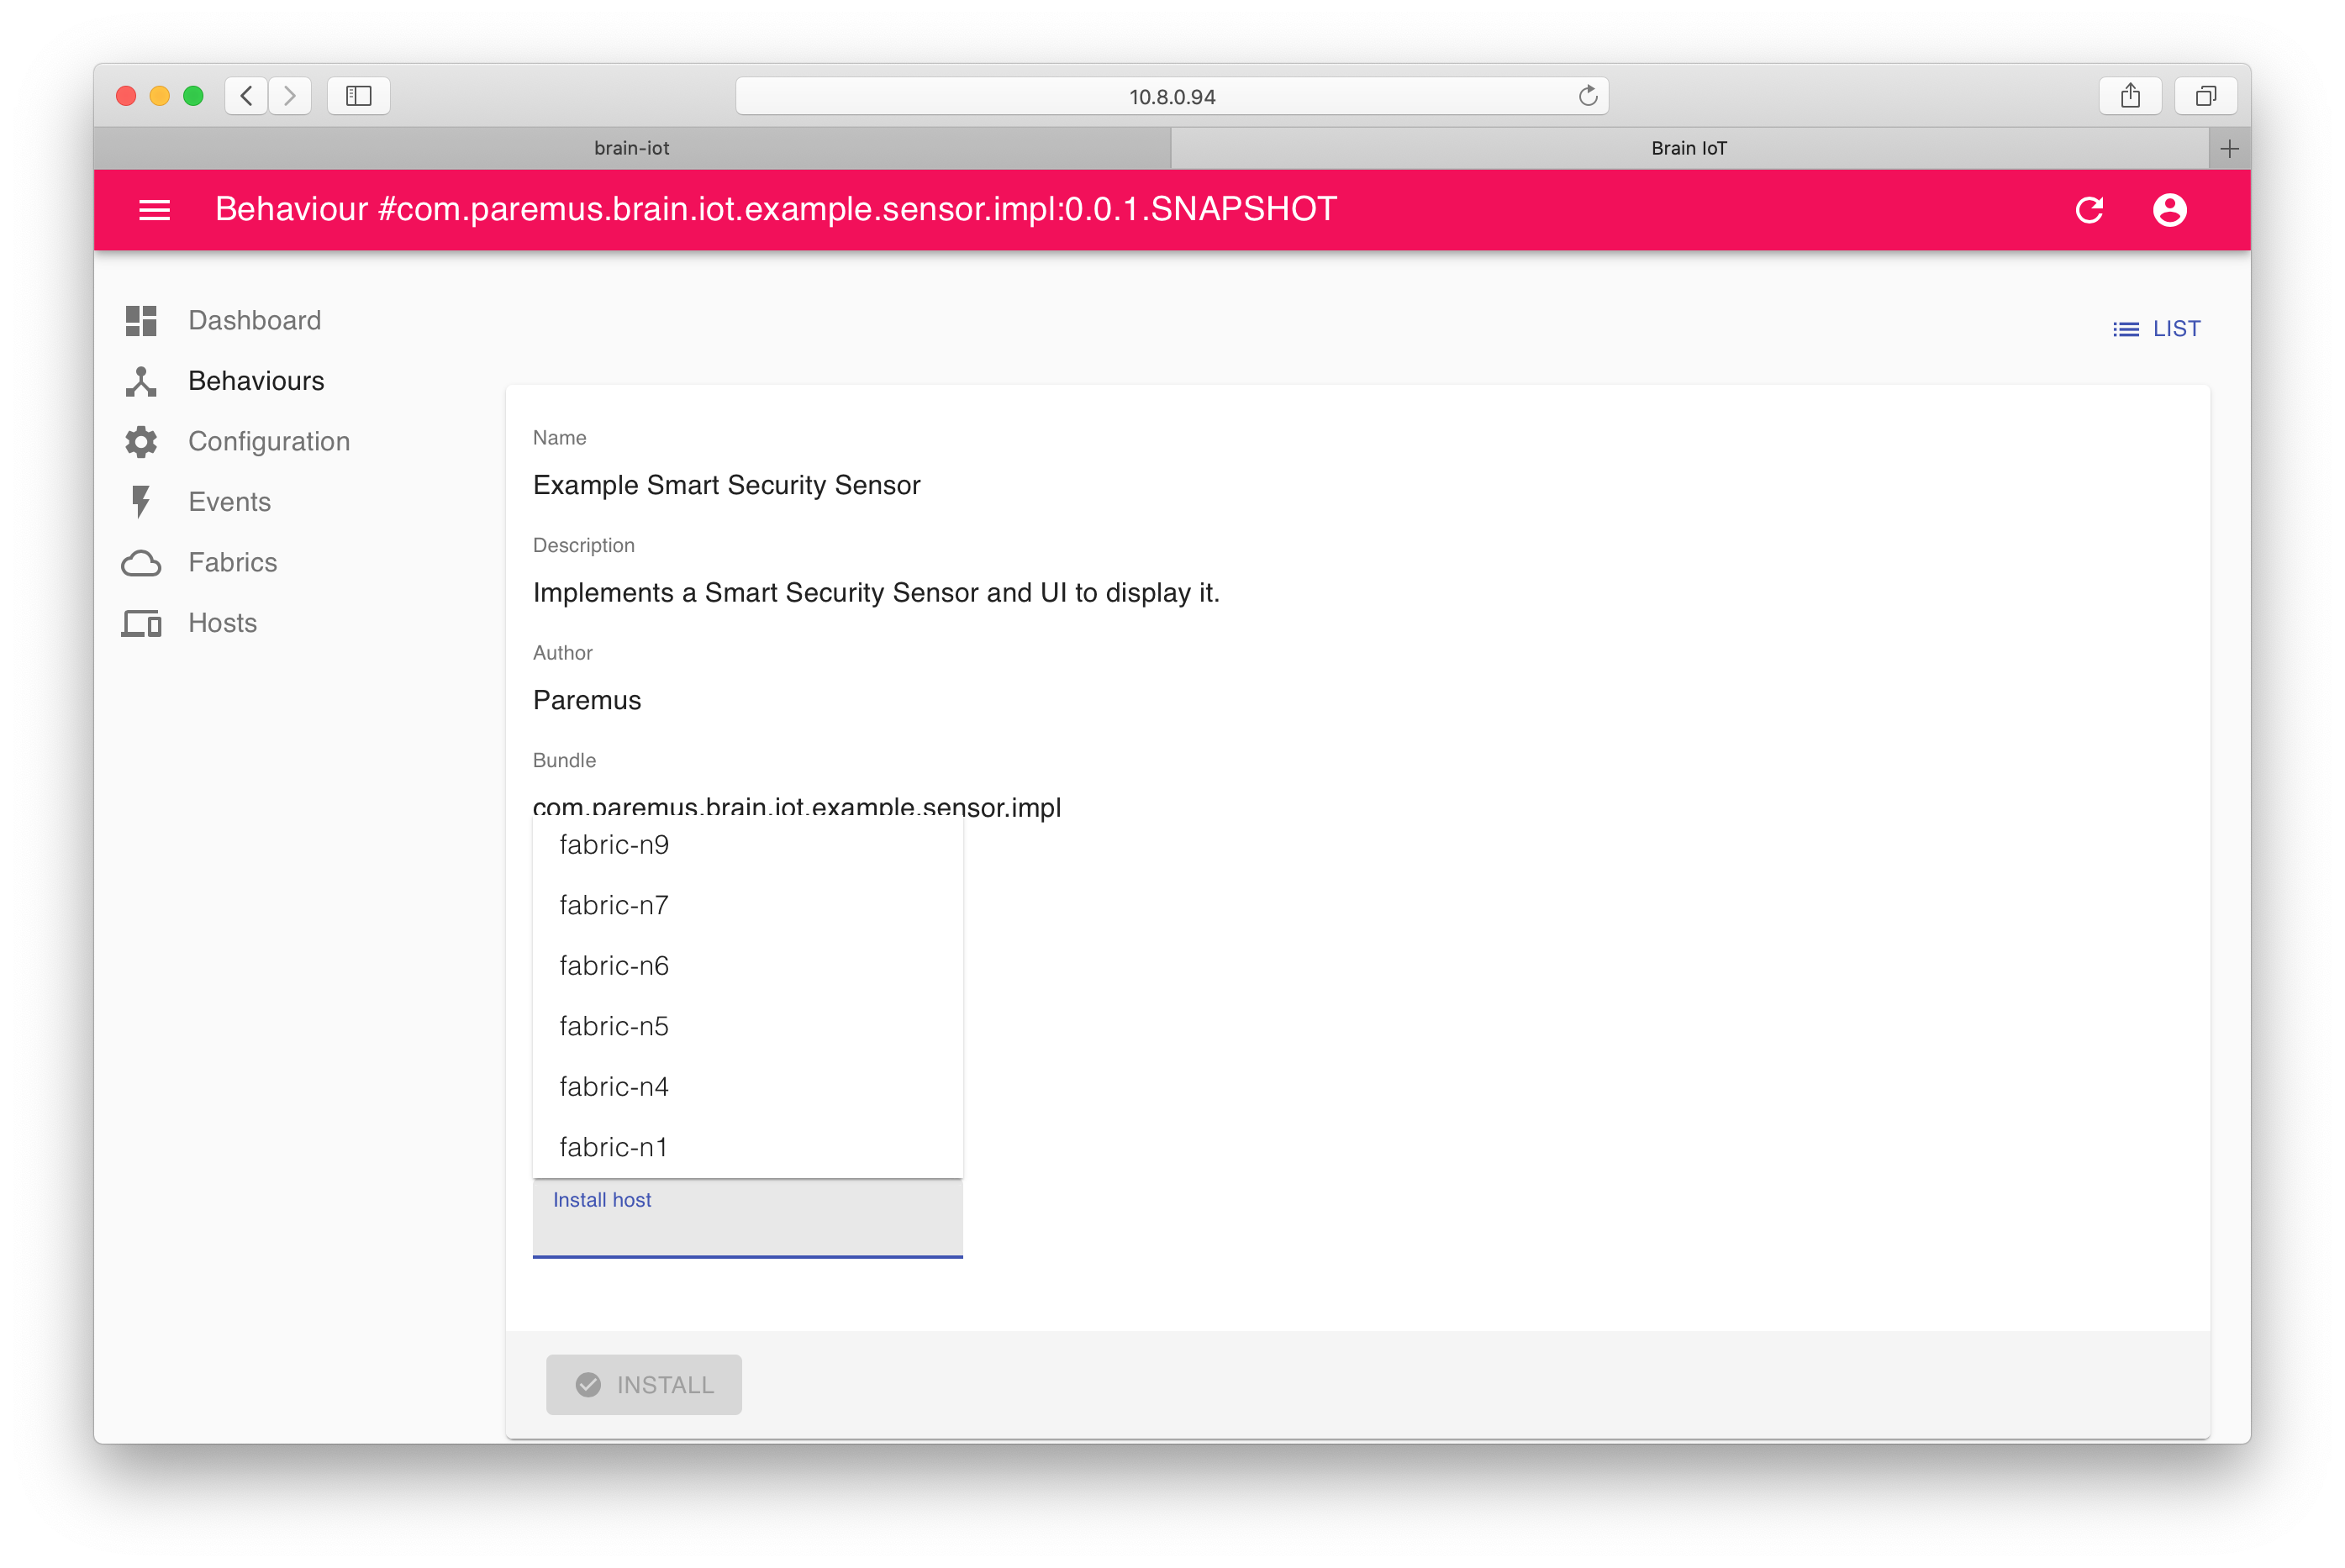 10.8.0.94
brain-iot
Brain IoT
Behaviour #com.paremus.brain.iot.example.sensor.impl:0.0.1.SNAPSHOT
Dashboard
Behaviours
Configuration
Events
Fabrics
Hosts
LIST
Name
Example Smart Security Sensor
Description
Implements a Smart Security Sensor and UI to display it.
Author
Paremus
Bundle
com.paremus.brain.iot.example.sensor.impl
fabric-n9
fabric-n7
fabric-n6
fabric-n5
fabric-n4
fabric-n1
Install host
INSTALL